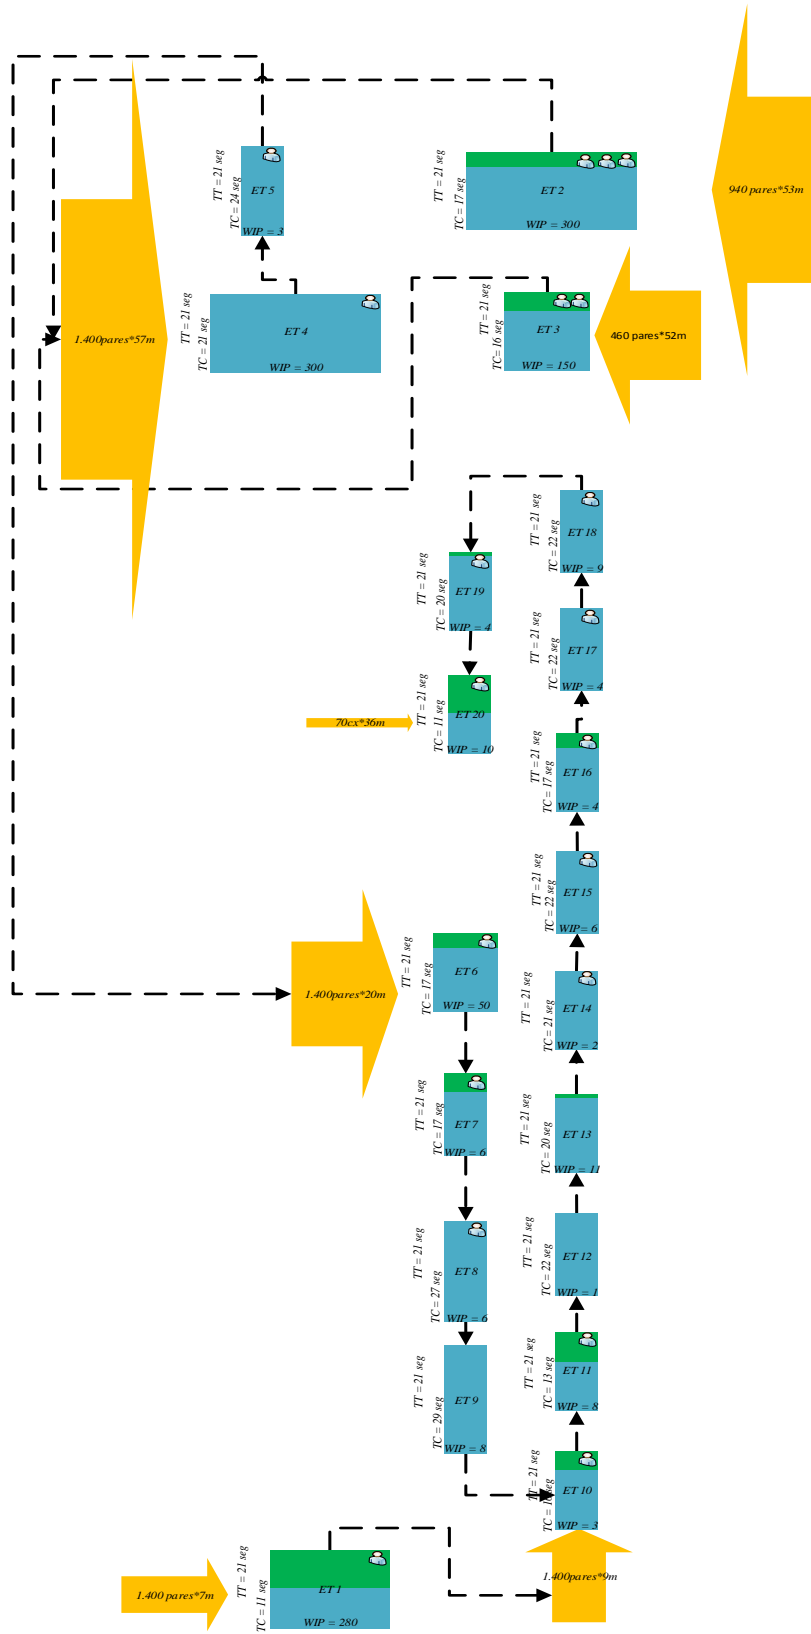 TT = 21 seg
TC = 24 seg
ET 5
WIP = 3
TT = 21 seg
TC = 17 seg
ET 2
WIP = 300
940 pares*53m
1.400pares*57m
TT = 21 seg
TC = 21 seg
ET 4
WIP = 300
TT = 21 seg
TC = 16 seg
ET 3
WIP = 150
460 pares*52m
TT = 21 seg
TC = 22 seg
ET 18
WIP = 9
TT = 21 seg
TC = 20 seg
ET 19
WIP = 4
TT = 21 seg
TC = 22 seg
ET 17
WIP = 4
70cx*36m
TT = 21 seg
TC = 11 seg
ET 20
WIP = 10
TT = 21 seg
TC = 17 seg
ET 16
WIP = 4
TT = 21 seg
TC = 22 seg
ET 15
WIP = 6
1.400pares*20m
TT = 21 seg
TC = 17 seg
ET 6
WIP = 50
TT = 21 seg
TC = 21 seg
ET 14
WIP = 2
TT = 21 seg
TC = 17 seg
ET 7
WIP = 6
TT = 21 seg
TC = 20 seg
ET 13
WIP = 11
TT = 21 seg
TC = 27 seg
ET 8
WIP = 6
TT = 21 seg
TC = 22 seg
ET 12
WIP = 1
TT = 21 seg
TC = 29 seg
ET 9
WIP = 8
TT = 21 seg
TC = 13 seg
ET 11
WIP = 8
TT = 21 seg
TC = seg
ET 10
WIP = 3
1.400 pares*7m
TT = 21 seg
TC = 11 seg
ET 1
WIP = 280
1.400pares*9m